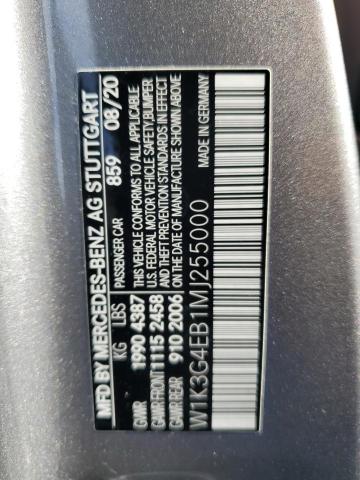 MFD BY MERCEDES-BENZ AG STUTTGART
PASSENGER CAR 859 08/20
KG LBS
GVWR 1990 4387
GAWR FRONT 1115 2458
GAWR REAR 910 2006
THIS VEHICLE CONFORMS TO ALL APPLICABLE
U.S. FEDERAL MOTOR VEHICLE SAFETY, BUMPER
AND THEFT PREVENTION STANDARDS IN EFFECT
ON THE DATE OF MANUFACTURE SHOWN ABOVE
W1K3G4EB1MJ255000
MADE IN GERMANY